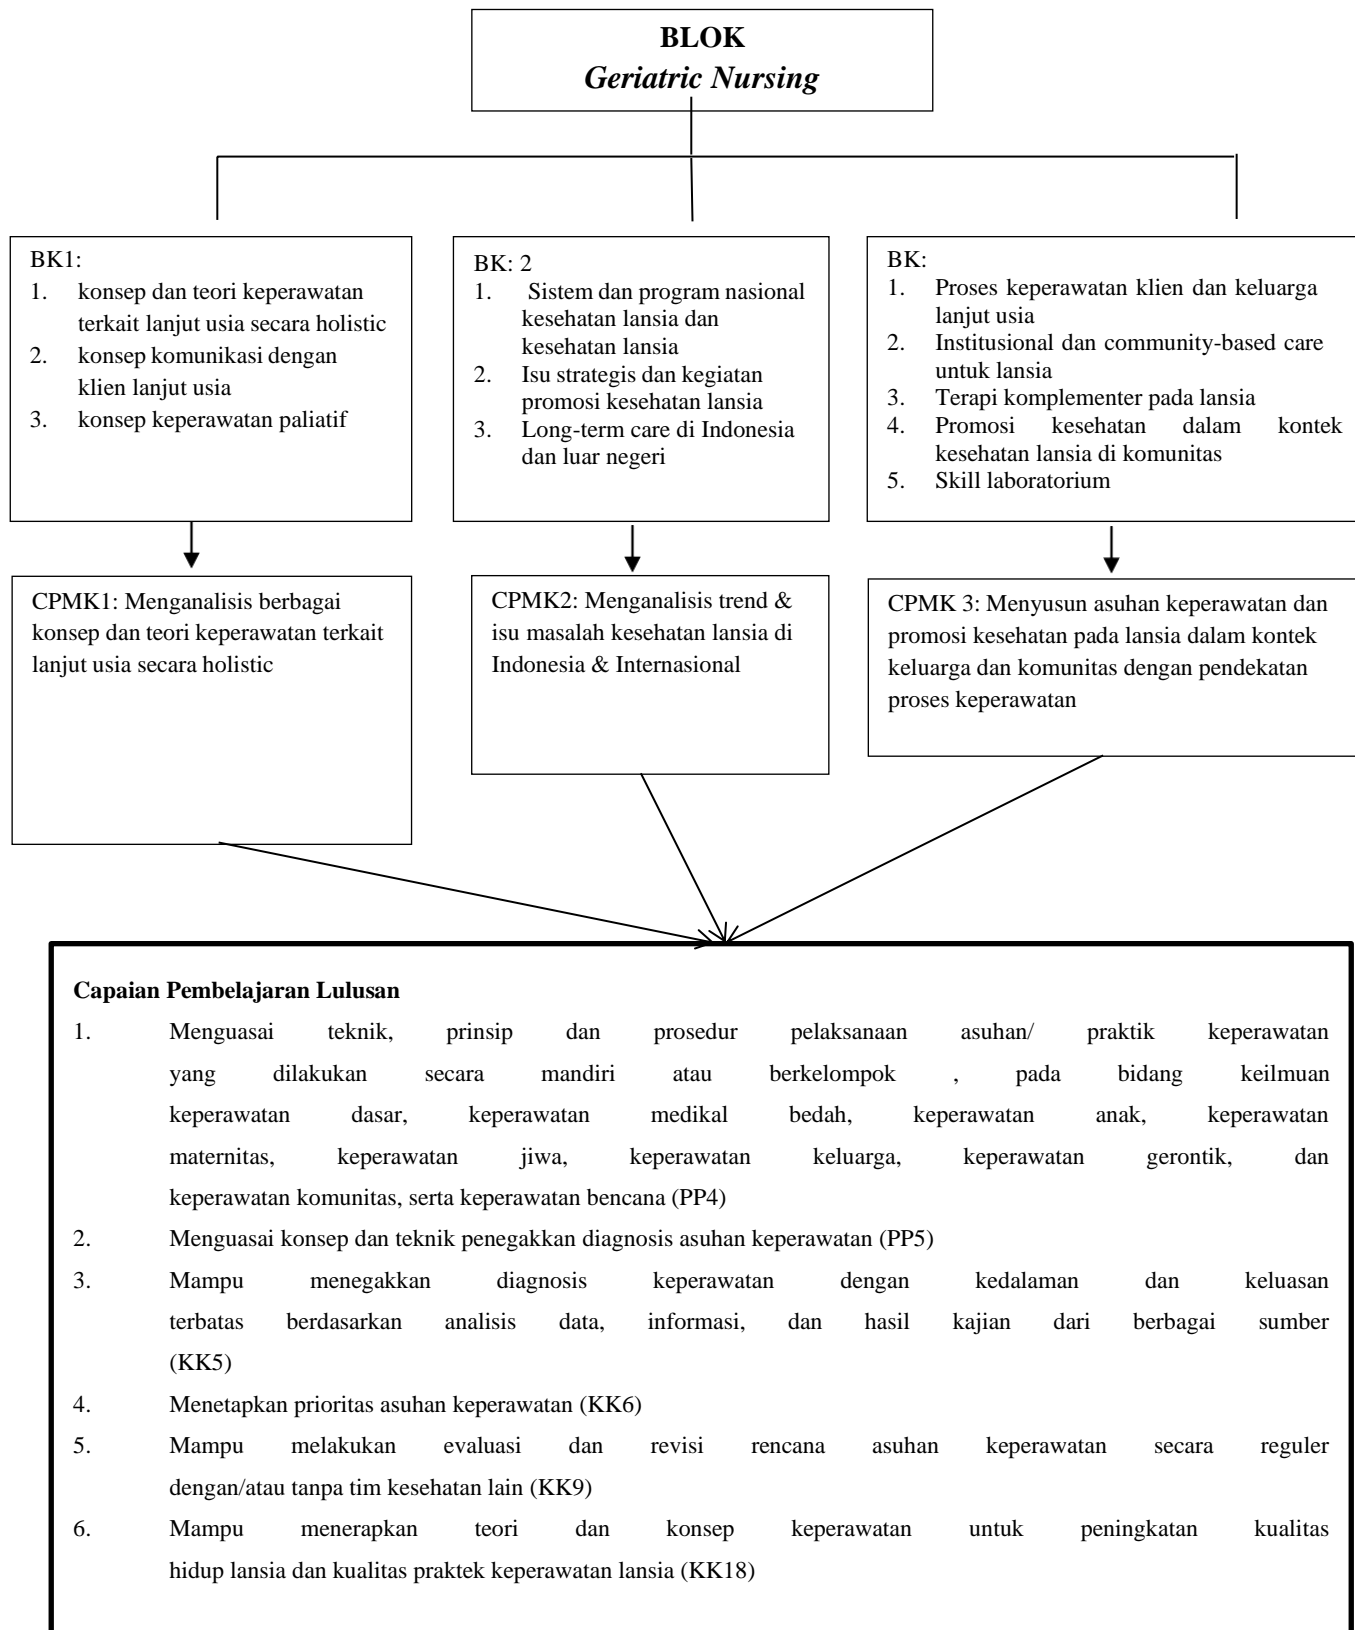 BLOK
Geriatric Nursing
BK1:
1. konsep dan teori keperawatan
terkait lanjut usia secara holistic
2. konsep komunikasi dengan
klien lanjut usia
3. konsep keperawatan paliatif
BK: 2
1. Sistem dan program nasional
kesehatan lansia dan
kesehatan lansia
2. Isu strategis dan kegiatan
promosi kesehatan lansia
3. Long-term care di Indonesia
dan luar negeri
BK:
1. Proses keperawatan klien dan keluarga
lanjut usia
2. Institusional dan community-based care
untuk lansia
3. Terapi komplementer pada lansia
4. Promosi kesehatan dalam kontek
kesehatan lansia di komunitas
5. Skill laboratorium
CPMK1: Menganalisis berbagai
konsep dan teori keperawatan terkait
lanjut usia secara holistic
CPMK2: Menganalisis trend &
isu masalah kesehatan lansia di
Indonesia & Internasional
CPMK 3: Menyusun asuhan keperawatan dan
promosi kesehatan pada lansia dalam kontek
keluarga dan komunitas dengan pendekatan
proses keperawatan
Capaian Pembelajaran Lulusan
1. Menguasai teknik, prinsip dan prosedur pelaksanaan asuhan/ praktik keperawatan
yang dilakukan secara mandiri atau berkelompok , pada bidang keilmuan
keperawatan dasar, keperawatan medikal bedah, keperawatan anak, keperawatan
maternitas, keperawatan jiwa, keperawatan keluarga, keperawatan gerontik, dan
keperawatan komunitas, serta keperawatan bencana (PP4)
2. Menguasai konsep dan teknik penegakkan diagnosis asuhan keperawatan (PP5)
3. Mampu menegakkan diagnosis keperawatan dengan kedalaman dan keluasan
terbatas berdasarkan analisis data, informasi, dan hasil kajian dari berbagai sumber
(KK5)
4. Menetapkan prioritas asuhan keperawatan (KK6)
5. Mampu melakukan evaluasi dan revisi rencana asuhan keperawatan secara reguler
dengan/atau tanpa tim kesehatan lain (KK9)
6. Mampu menerapkan teori dan konsep keperawatan untuk peningkatan kualitas
hidup lansia dan kualitas praktek keperawatan lansia (KK18)